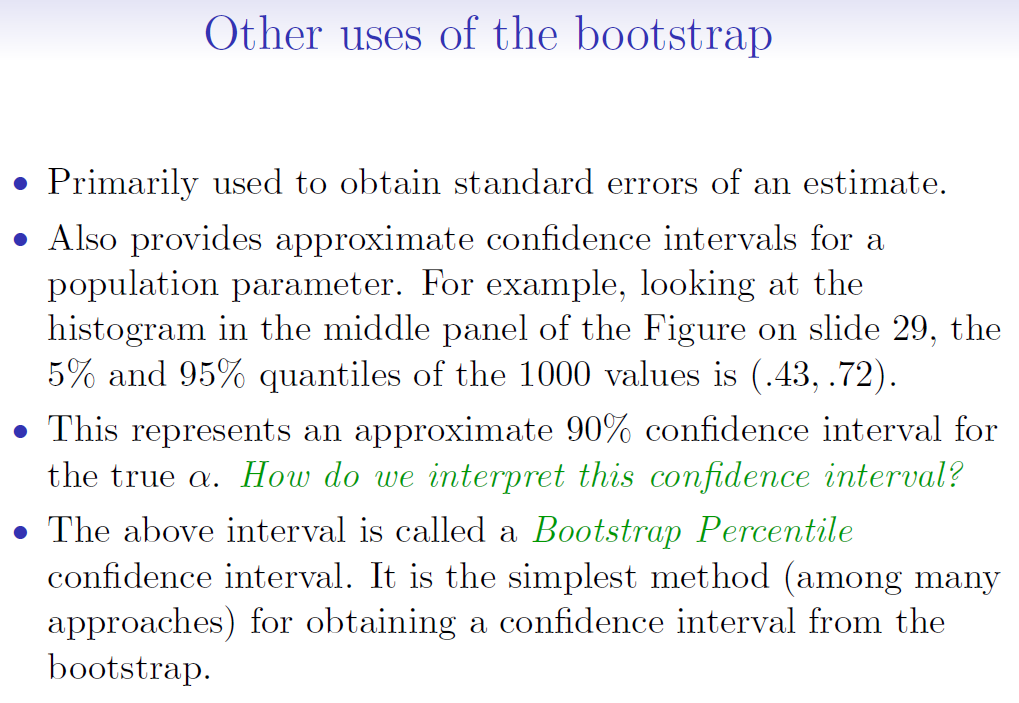 Other uses of the bootstrap
• Primarily used to obtain standard errors of an estimate.
• Also provides approximate confidence intervals for a
population parameter. For example, looking at the
histogram in the middle panel of the Figure on slide 29, the
5% and 95% quantiles of the 1000 values is (.43, .72).
• This represents an approximate 90% confidence interval for
the true α. How do we interpret this confidence interval?
• The above interval is called a Bootstrap Percentile
confidence interval. It is the simplest method (among many
approaches) for obtaining a confidence interval from the
bootstrap.